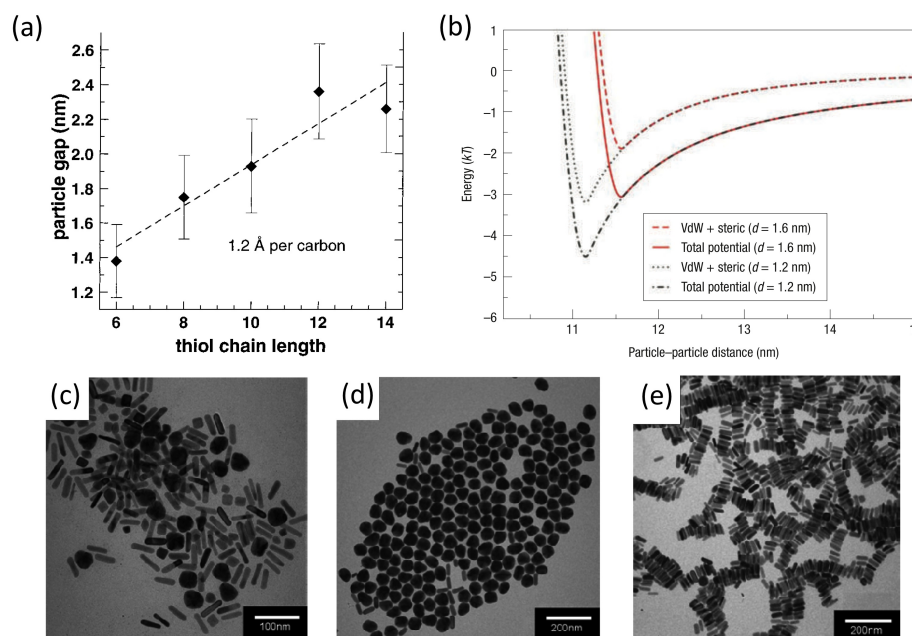 (a)
particle gap (nm)
2.6
2.4
2.2
2.0
1.8
1.6
1.4
1.2
1.2 Å per carbon
6 8 10 12 14
thiol chain length
(b)
Energy (kT)
1
0
–1
–2
–3
–4
–5
–6
VdW + steric (d = 1.6 nm)
Total potential (d = 1.6 nm)
VdW + steric (d = 1.2 nm)
Total potential (d = 1.2 nm)
11 12 13 14
Particle–particle distance (nm)
(c)
100nm
(d)
200nm
(e)
200nm